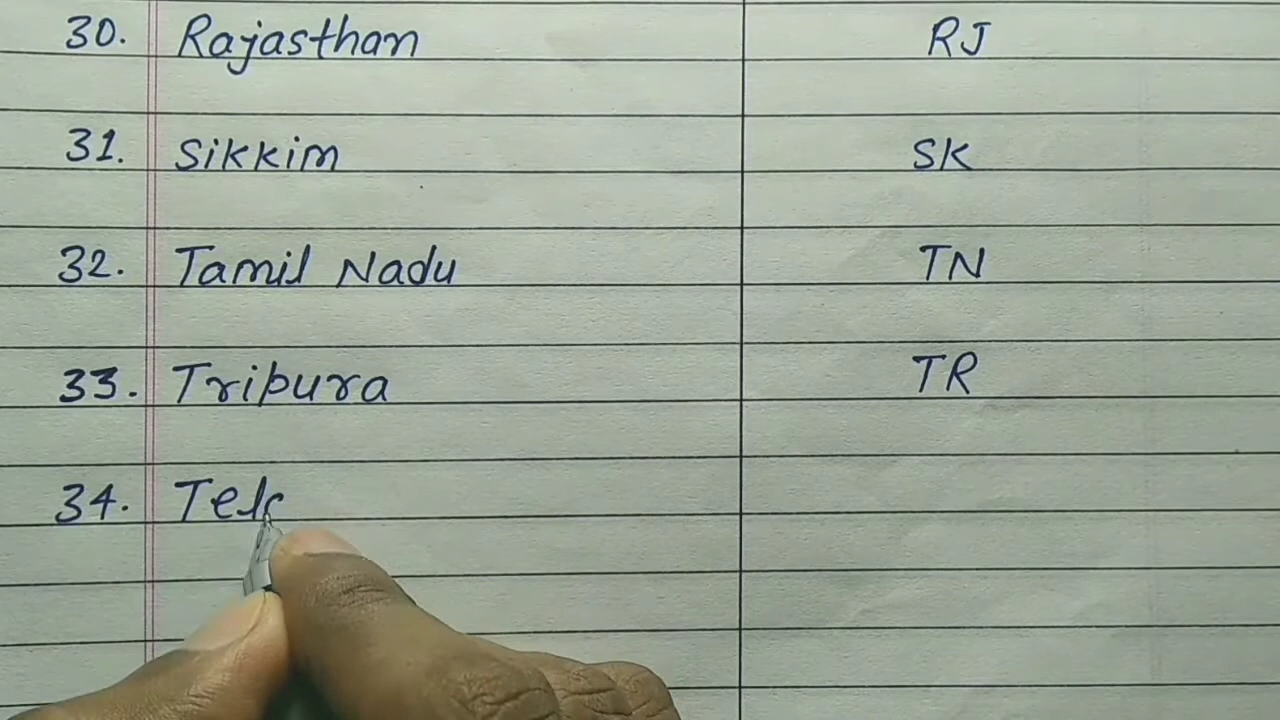 30. Rajasthan RJ
31. Sikkim SK
32. Tamil Nadu TN
33. Tripura TR
34. Tel